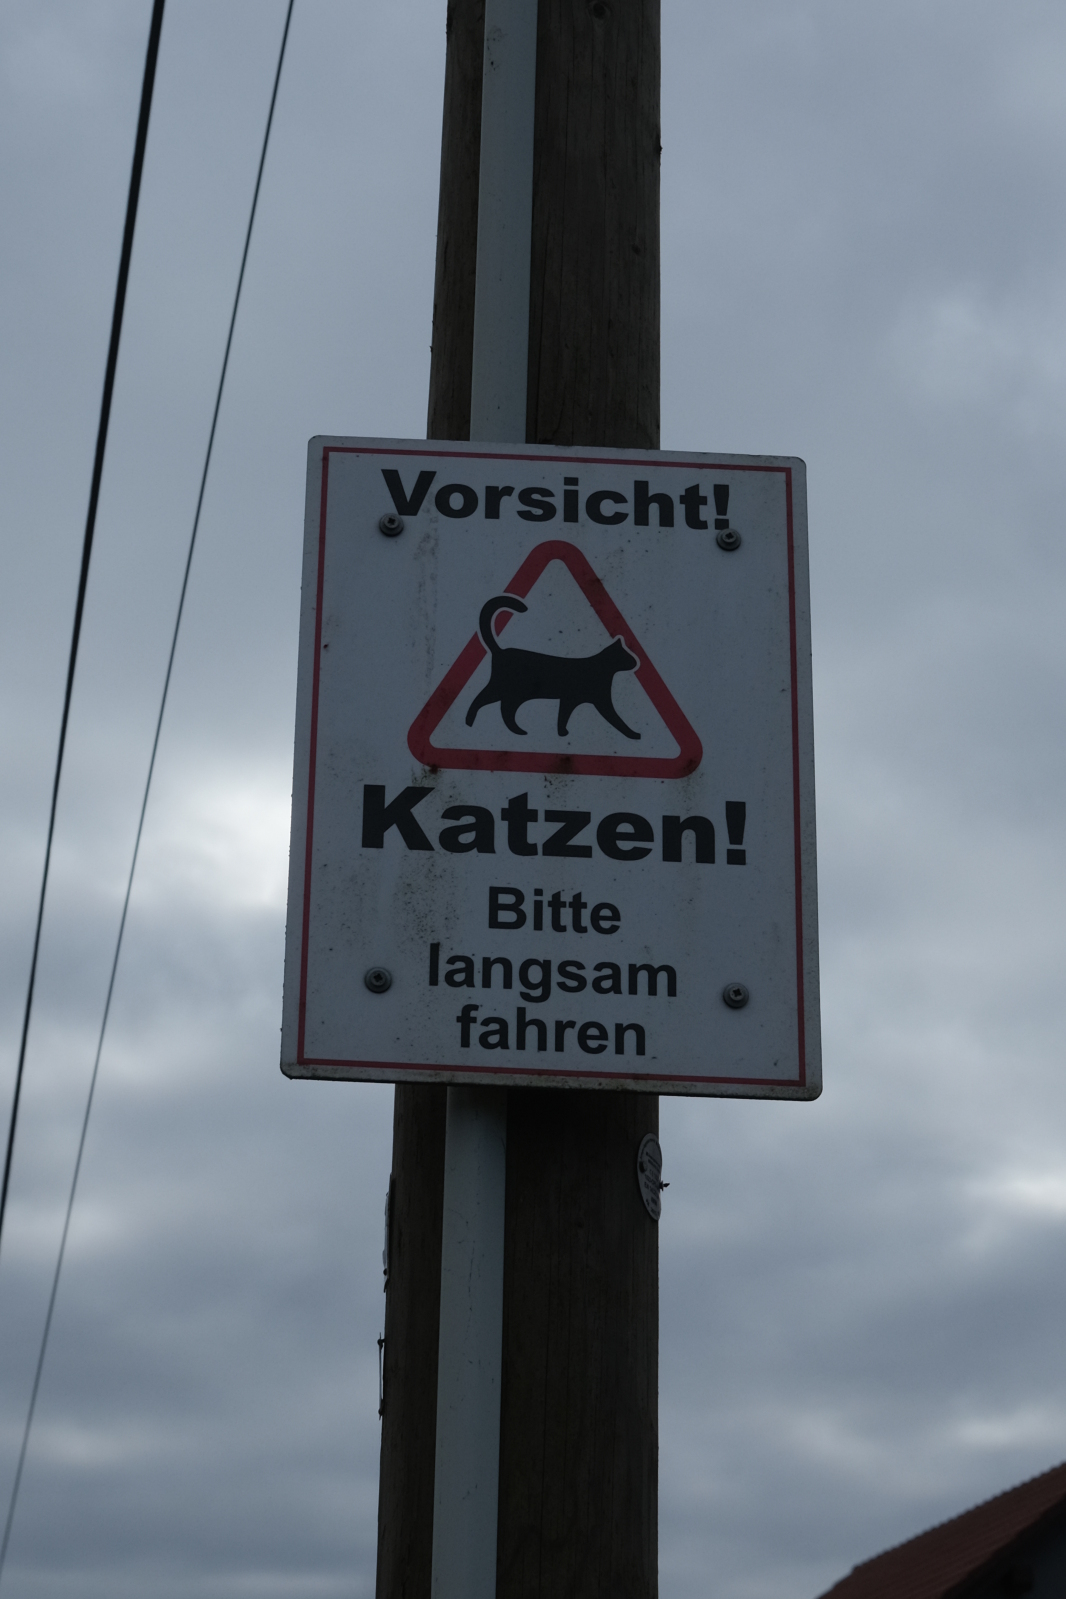 Vorsicht!
Katzen!
Bitte
langsam
fahren